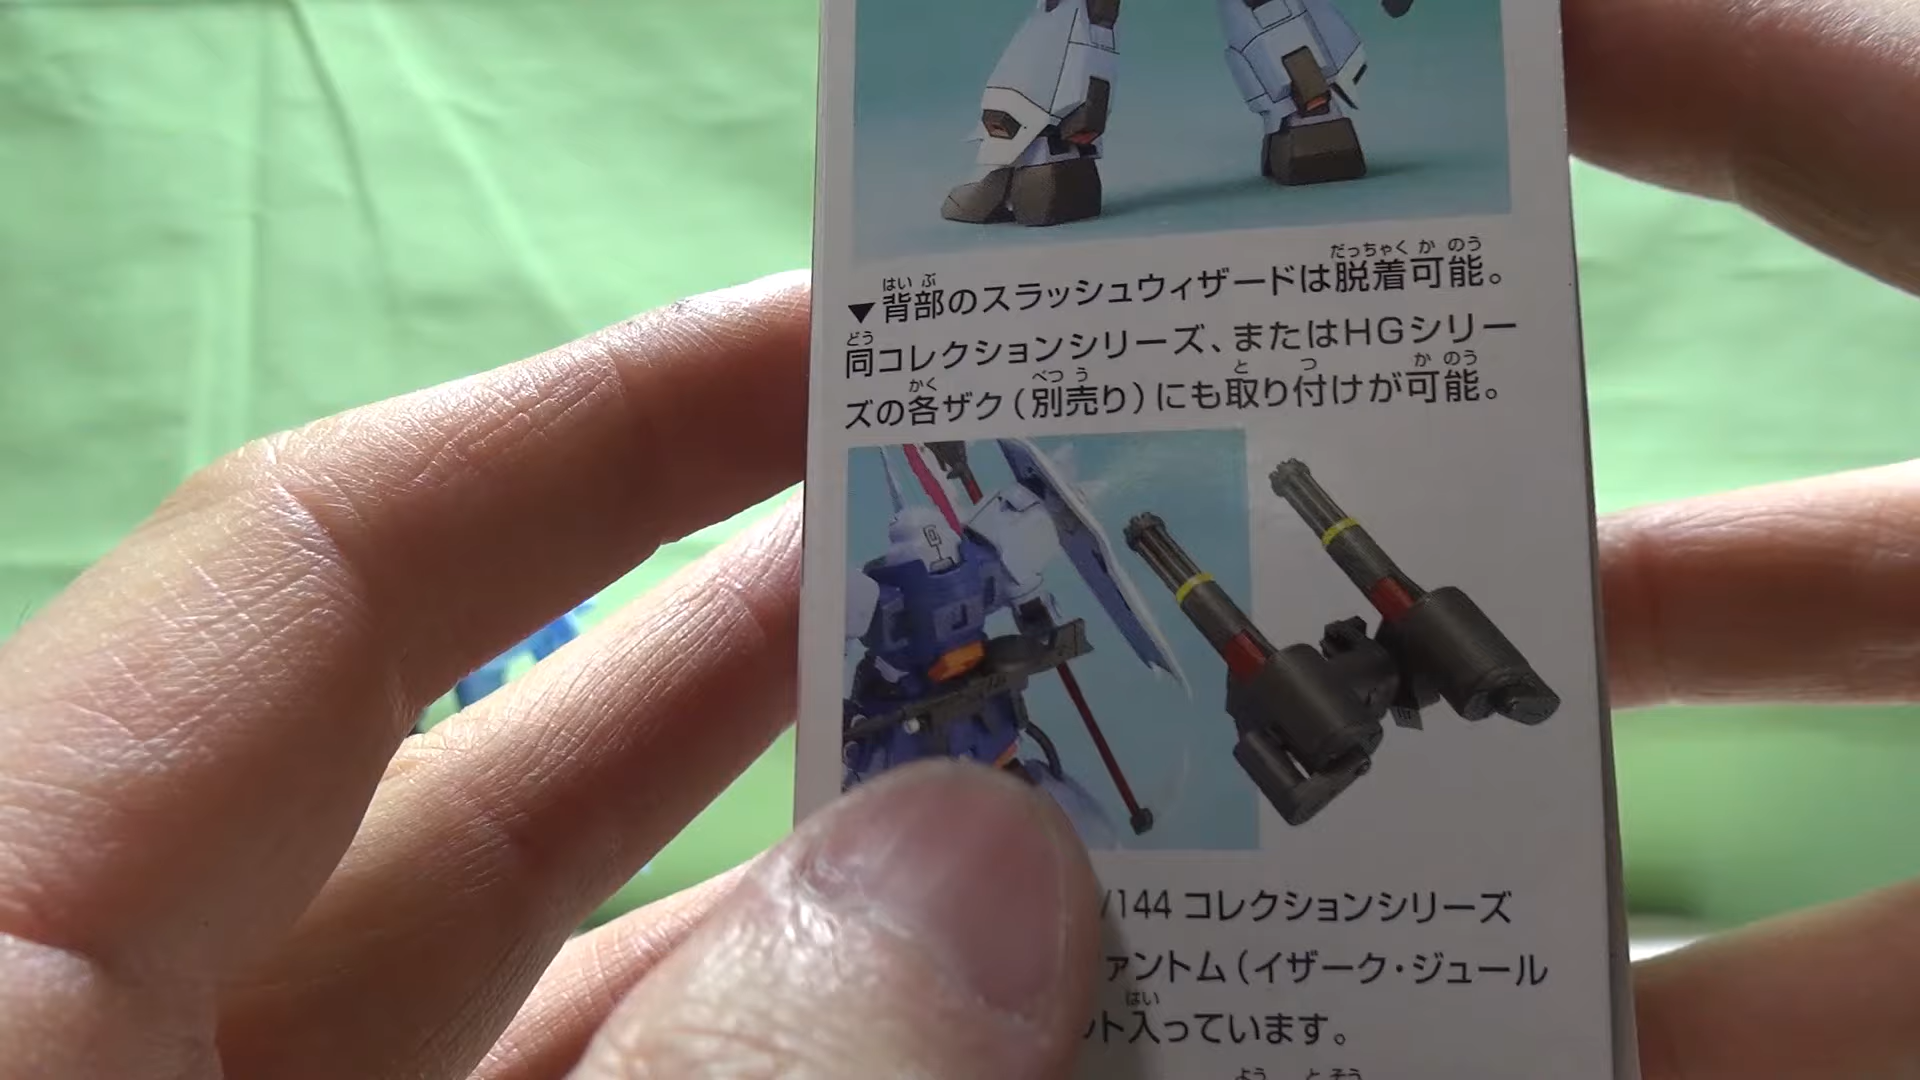 ▼背部のスラッシュウィザードは脱着可能。
同コレクションシリーズ、またはHGシリー
ズの各ザク(別売り)にも取り付けが可能。
/144 コレクションシリーズ
ァントム(イザーク・ジュール
ット入っています。